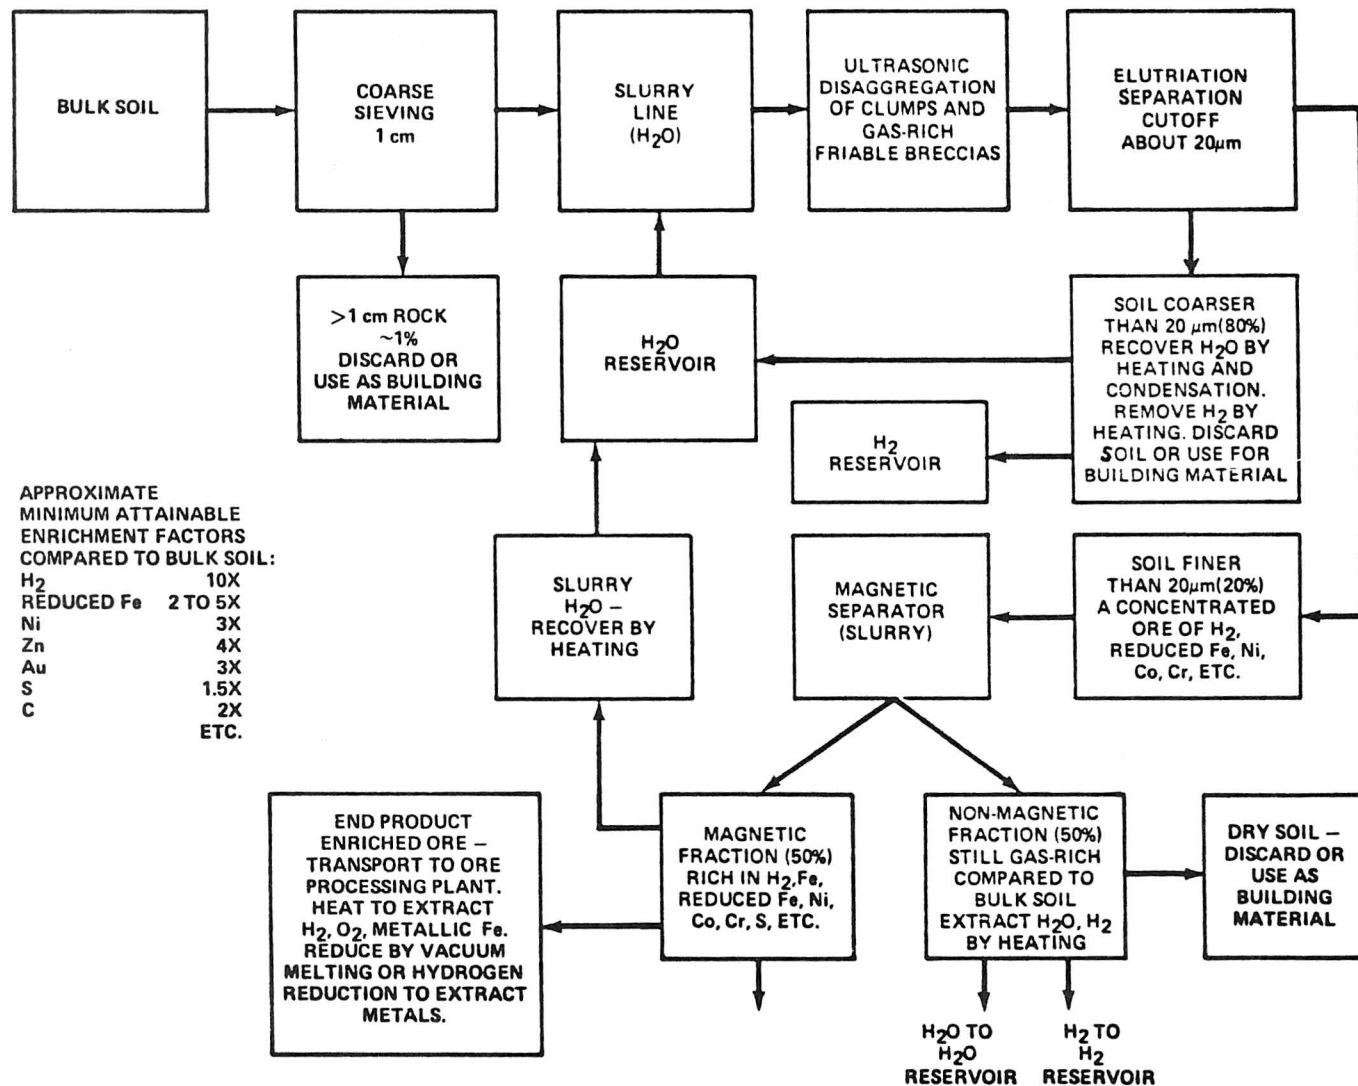 BULK SOIL
COARSE
SIEVING
1 cm
SLURRY
LINE
(H2O)
ULTRASONIC
DISAGGREGATION
OF CLUMPS AND
GAS-RICH
FRIABLE BRECCIAS
ELUTRIATION
SEPARATION
CUTOFF
ABOUT 20μm
>1 cm ROCK
~1%
DISCARD OR
USE AS BUILDING
MATERIAL
H2O
RESERVOIR
SOIL COARSER
THAN 20 μm(80%)
RECOVER H2O BY
HEATING AND
CONDENSATION.
REMOVE H2 BY
HEATING. DISCARD
SOIL OR USE FOR
BUILDING MATERIAL
H2
RESERVOIR
APPROXIMATE
MINIMUM ATTAINABLE
ENRICHMENT FACTORS
COMPARED TO BULK SOIL:
H2 10X
REDUCED Fe 2 TO 5X
Ni 3X
Zn 4X
Au 3X
S 1.5X
C 2X
ETC.
SLURRY
H2O –
RECOVER BY
HEATING
MAGNETIC
SEPARATOR
(SLURRY)
SOIL FINER
THAN 20μm(20%)
A CONCENTRATED
ORE OF H2,
REDUCED Fe, Ni,
Co, Cr, ETC.
END PRODUCT
ENRICHED ORE –
TRANSPORT TO ORE
PROCESSING PLANT.
HEAT TO EXTRACT
H2, O2, METALLIC Fe.
REDUCE BY VACUUM
MELTING OR HYDROGEN
REDUCTION TO EXTRACT
METALS.
MAGNETIC
FRACTION (50%)
RICH IN H2,Fe,
REDUCED Fe, Ni,
Co, Cr, S, ETC.
NON-MAGNETIC
FRACTION (50%)
STILL GAS-RICH
COMPARED TO
BULK SOIL
EXTRACT H2O, H2
BY HEATING
DRY SOIL –
DISCARD OR
USE AS
BUILDING
MATERIAL
H2O TO
H2O
RESERVOIR
H2 TO
H2
RESERVOIR